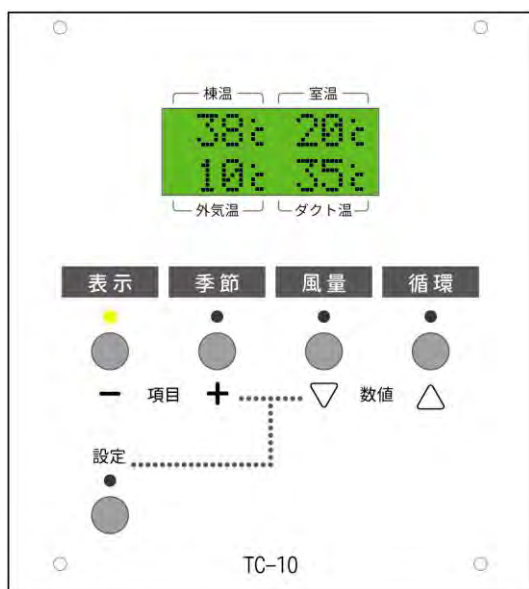 棟温 室温
38℃ 20℃
10℃ 35℃
外気温 ダクト温
表示 季節 風量 循環
− 項目 + ▽ 数値 △
設定
TC-10